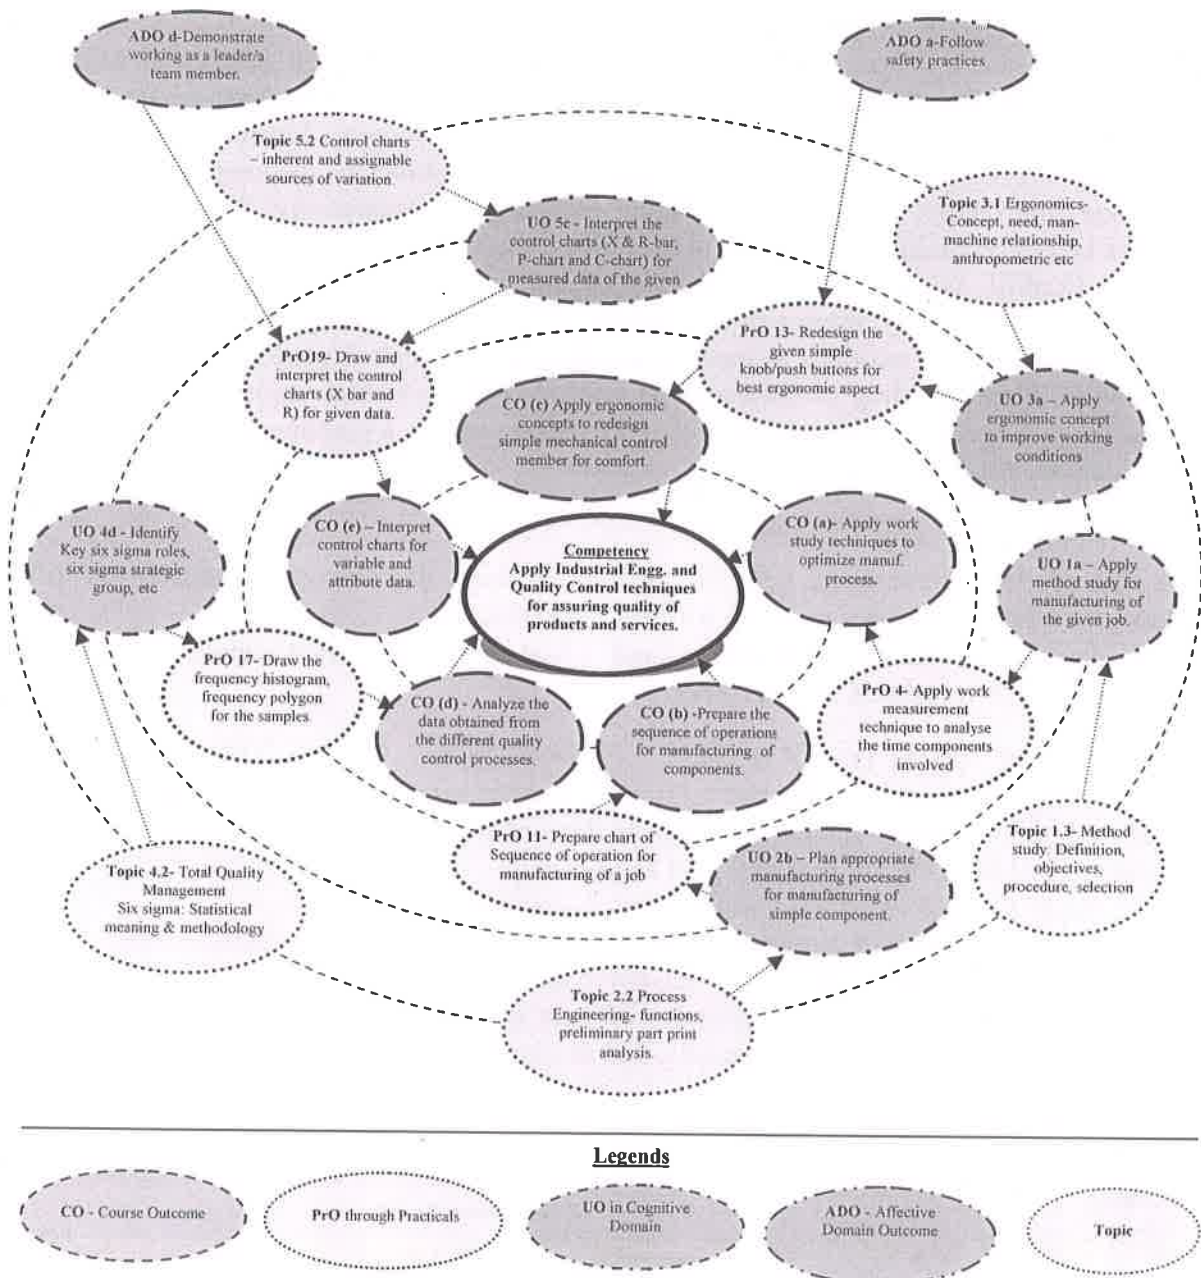 ADO d-Demonstrate
working as a leader/a
team member.
ADO a-Follow
safety practices
Topic 5.2 Control charts
– inherent and assignable
sources of variation.
Topic 3.1 Ergonomics-
Concept, need, man-
machine relationship,
anthropometric etc
UO 5c - Interpret the
control charts (X & R-bar,
P-chart and C-chart) for
measured data of the given
PrO19- Draw and
interpret the control
charts (X bar and
R) for given data.
PrO 13- Redesign the
given simple
knob/push buttons for
best ergonomic aspect.
CO (c) Apply ergonomic
concepts to redesign
simple mechanical control
member for comfort.
UO 3a – Apply
ergonomic concept
to improve working
conditions
UO 4d - Identify
Key six sigma roles,
six sigma strategic
group, etc
CO (e) – Interpret
control charts for
variable and
attribute data.
Competency
Apply Industrial Engg. and
Quality Control techniques
for assuring quality of
products and services.
CO (a)- Apply work
study techniques to
optimize manuf.
process.
UO 1a – Apply
method study for
manufacturing of
the given job.
PrO 17- Draw the
frequency histogram,
frequency polygon
for the samples.
CO (d) - Analyze the
data obtained from
the different quality
control processes.
CO (b) -Prepare the
sequence of operations
for manufacturing of
components.
PrO 4- Apply work
measurement
technique to analyse
the time components
involved
PrO 11- Prepare chart of
Sequence of operation for
manufacturing of a job
UO 2b – Plan appropriate
manufacturing processes
for manufacturing of
simple component.
Topic 1.3- Method
study: Definition,
objectives,
procedure, selection
Topic 4.2- Total Quality
Management
Six sigma: Statistical
meaning & methodology
Topic 2.2 Process
Engineering- functions,
preliminary part print
analysis.
Legends
CO - Course Outcome
PrO through Practicals
UO in Cognitive
Domain
ADO - Affective
Domain Outcome
Topic